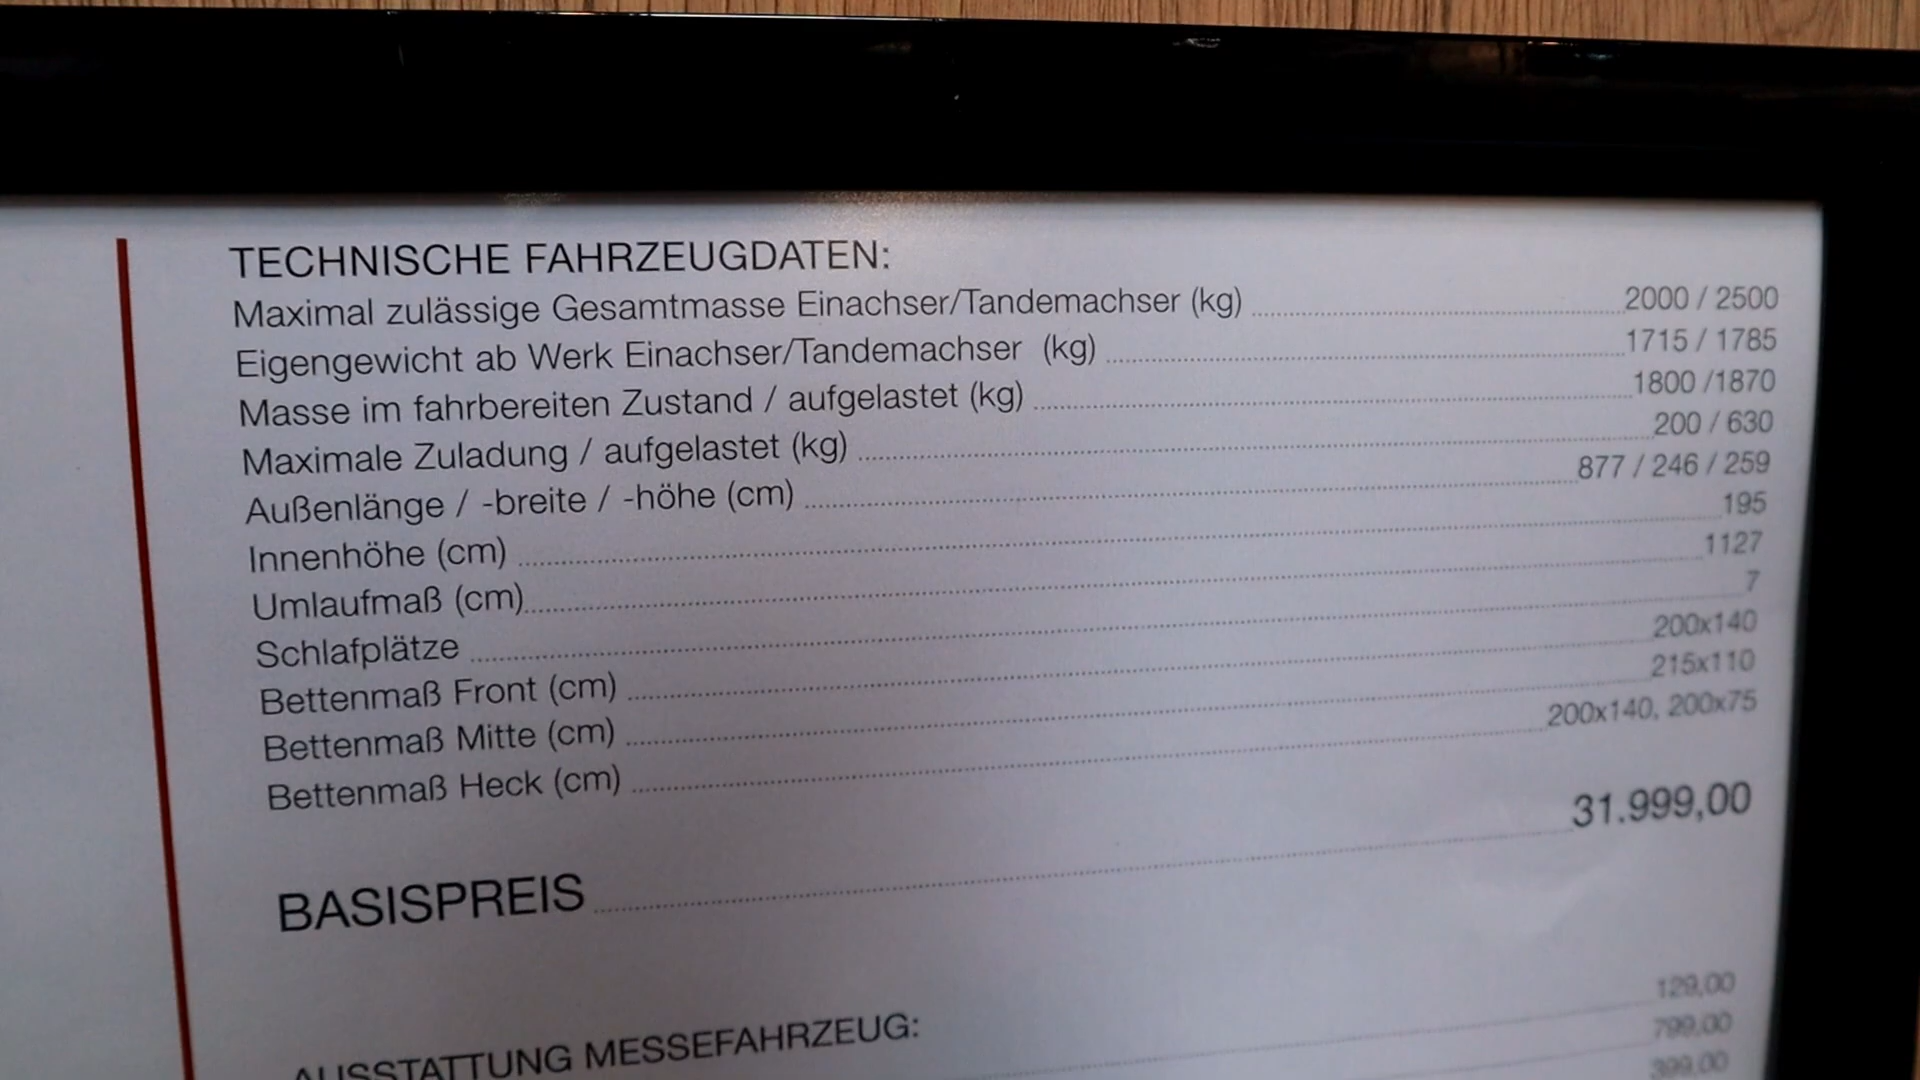 TECHNISCHE FAHRZEUGDATEN:
Maximal zulässige Gesamtmasse Einachser/Tandemachser (kg) 2000 / 2500
Eigengewicht ab Werk Einachser/Tandemachser (kg) 1715 / 1785
Masse im fahrbereiten Zustand / aufgelastet (kg) 1800 /1870
Maximale Zuladung / aufgelastet (kg) 200 / 630
Außenlänge / -breite / -höhe (cm) 877 / 246 / 259
Innenhöhe (cm) 195
Umlaufmaß (cm) 1127
Schlafplätze 7
Bettenmaß Front (cm) 200x140
Bettenmaß Mitte (cm) 215x110
Bettenmaß Heck (cm) 200x140, 200x75
BASISPREIS 31.999,00
AUSSTATTUNG MESSEFAHRZEUG:
129,00
799,00
399,00